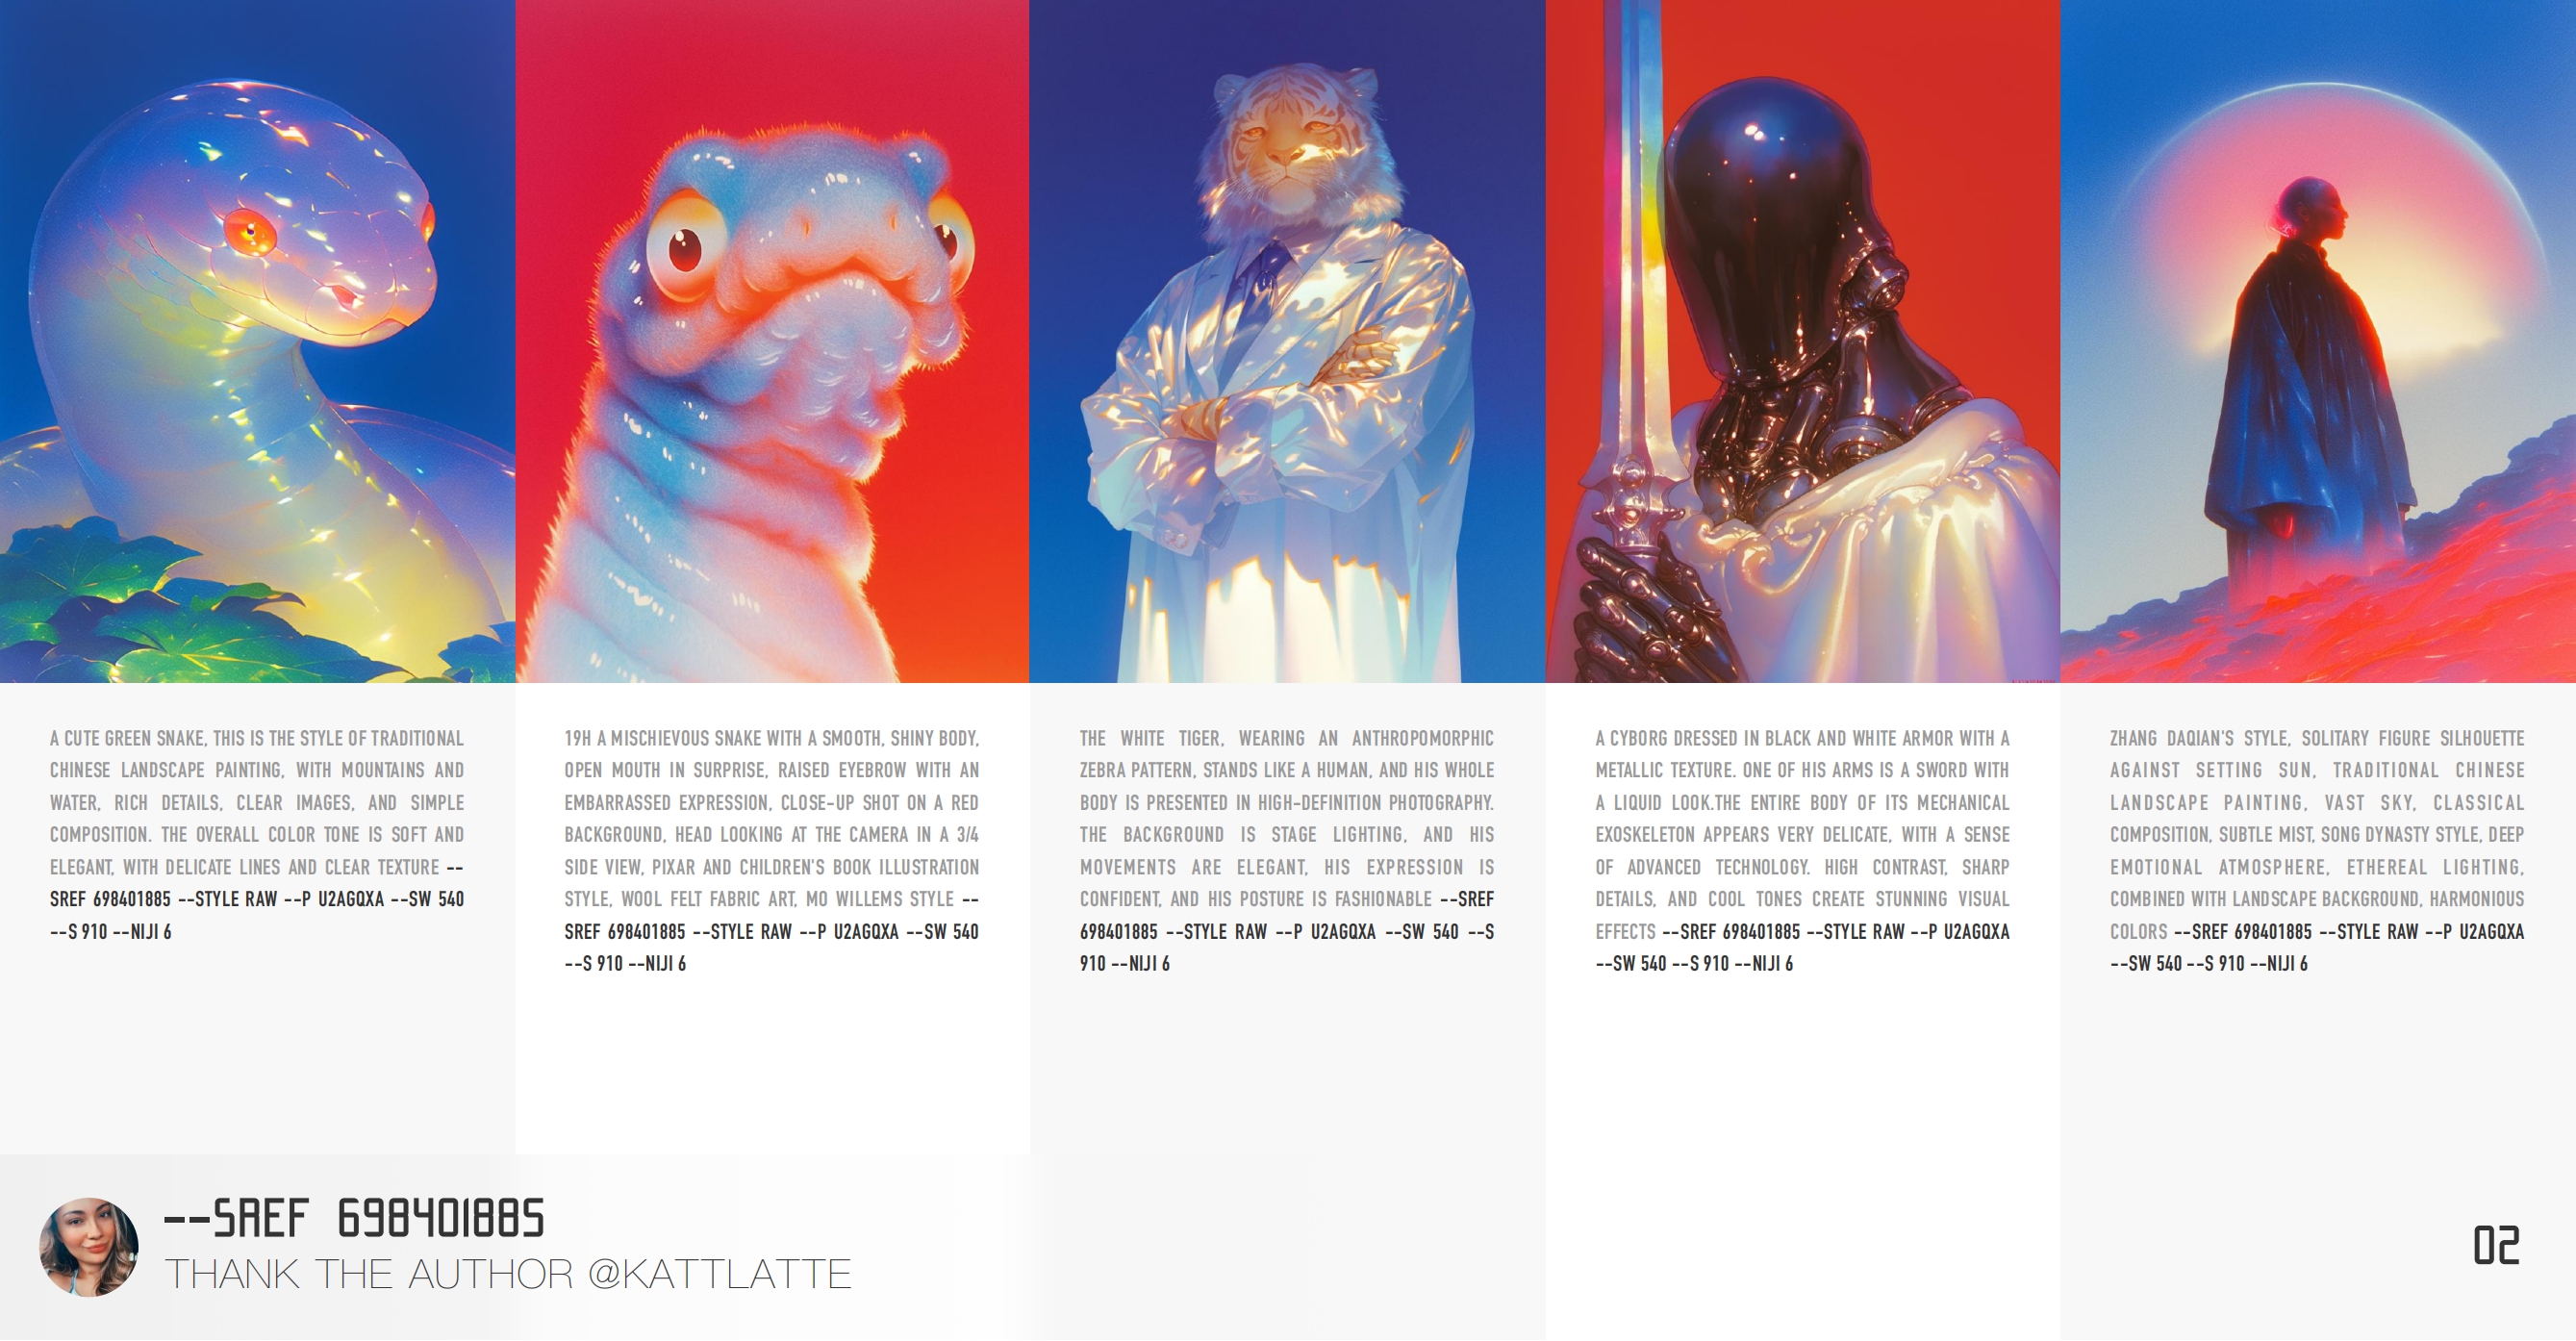 A CUTE GREEN SNAKE, THIS IS THE STYLE OF TRADITIONAL
CHINESE LANDSCAPE PAINTING, WITH MOUNTAINS AND
WATER, RICH DETAILS, CLEAR IMAGES, AND SIMPLE
COMPOSITION. THE OVERALL COLOR TONE IS SOFT AND
ELEGANT, WITH DELICATE LINES AND CLEAR TEXTURE --
SREF 698401885 --STYLE RAW --P U2AGQXA --SW 540
--S 910 --NIJI 6
19H A MISCHIEVOUS SNAKE WITH A SMOOTH, SHINY BODY,
OPEN MOUTH IN SURPRISE, RAISED EYEBROW WITH AN
EMBARRASSED EXPRESSION, CLOSE-UP SHOT ON A RED
BACKGROUND, HEAD LOOKING AT THE CAMERA IN A 3/4
SIDE VIEW, PIXAR AND CHILDREN'S BOOK ILLUSTRATION
STYLE, WOOL FELT FABRIC ART, MO WILLEMS STYLE --
SREF 698401885 --STYLE RAW --P U2AGQXA --SW 540
--S 910 --NIJI 6
THE WHITE TIGER, WEARING AN ANTHROPOMORPHIC
ZEBRA PATTERN, STANDS LIKE A HUMAN, AND HIS WHOLE
BODY IS PRESENTED IN HIGH-DEFINITION PHOTOGRAPHY.
THE BACKGROUND IS STAGE LIGHTING, AND HIS
MOVEMENTS ARE ELEGANT, HIS EXPRESSION IS
CONFIDENT, AND HIS POSTURE IS FASHIONABLE --SREF
698401885 --STYLE RAW --P U2AGQXA --SW 540 --S
910 --NIJI 6
A CYBORG DRESSED IN BLACK AND WHITE ARMOR WITH A
METALLIC TEXTURE. ONE OF HIS ARMS IS A SWORD WITH
A LIQUID LOOK.THE ENTIRE BODY OF ITS MECHANICAL
EXOSKELETON APPEARS VERY DELICATE, WITH A SENSE
OF ADVANCED TECHNOLOGY. HIGH CONTRAST, SHARP
DETAILS, AND COOL TONES CREATE STUNNING VISUAL
EFFECTS --SREF 698401885 --STYLE RAW --P U2AGQXA
--SW 540 --S 910 --NIJI 6
ZHANG DAQIAN'S STYLE, SOLITARY FIGURE SILHOUETTE
AGAINST SETTING SUN, TRADITIONAL CHINESE
LANDSCAPE PAINTING, VAST SKY, CLASSICAL
COMPOSITION, SUBTLE MIST, SONG DYNASTY STYLE, DEEP
EMOTIONAL ATMOSPHERE, ETHEREAL LIGHTING,
COMBINED WITH LANDSCAPE BACKGROUND, HARMONIOUS
COLORS --SREF 698401885 --STYLE RAW --P U2AGQXA
--SW 540 --S 910 --NIJI 6
--SREF 698401885
THANK THE AUTHOR @KATTLATTE
02